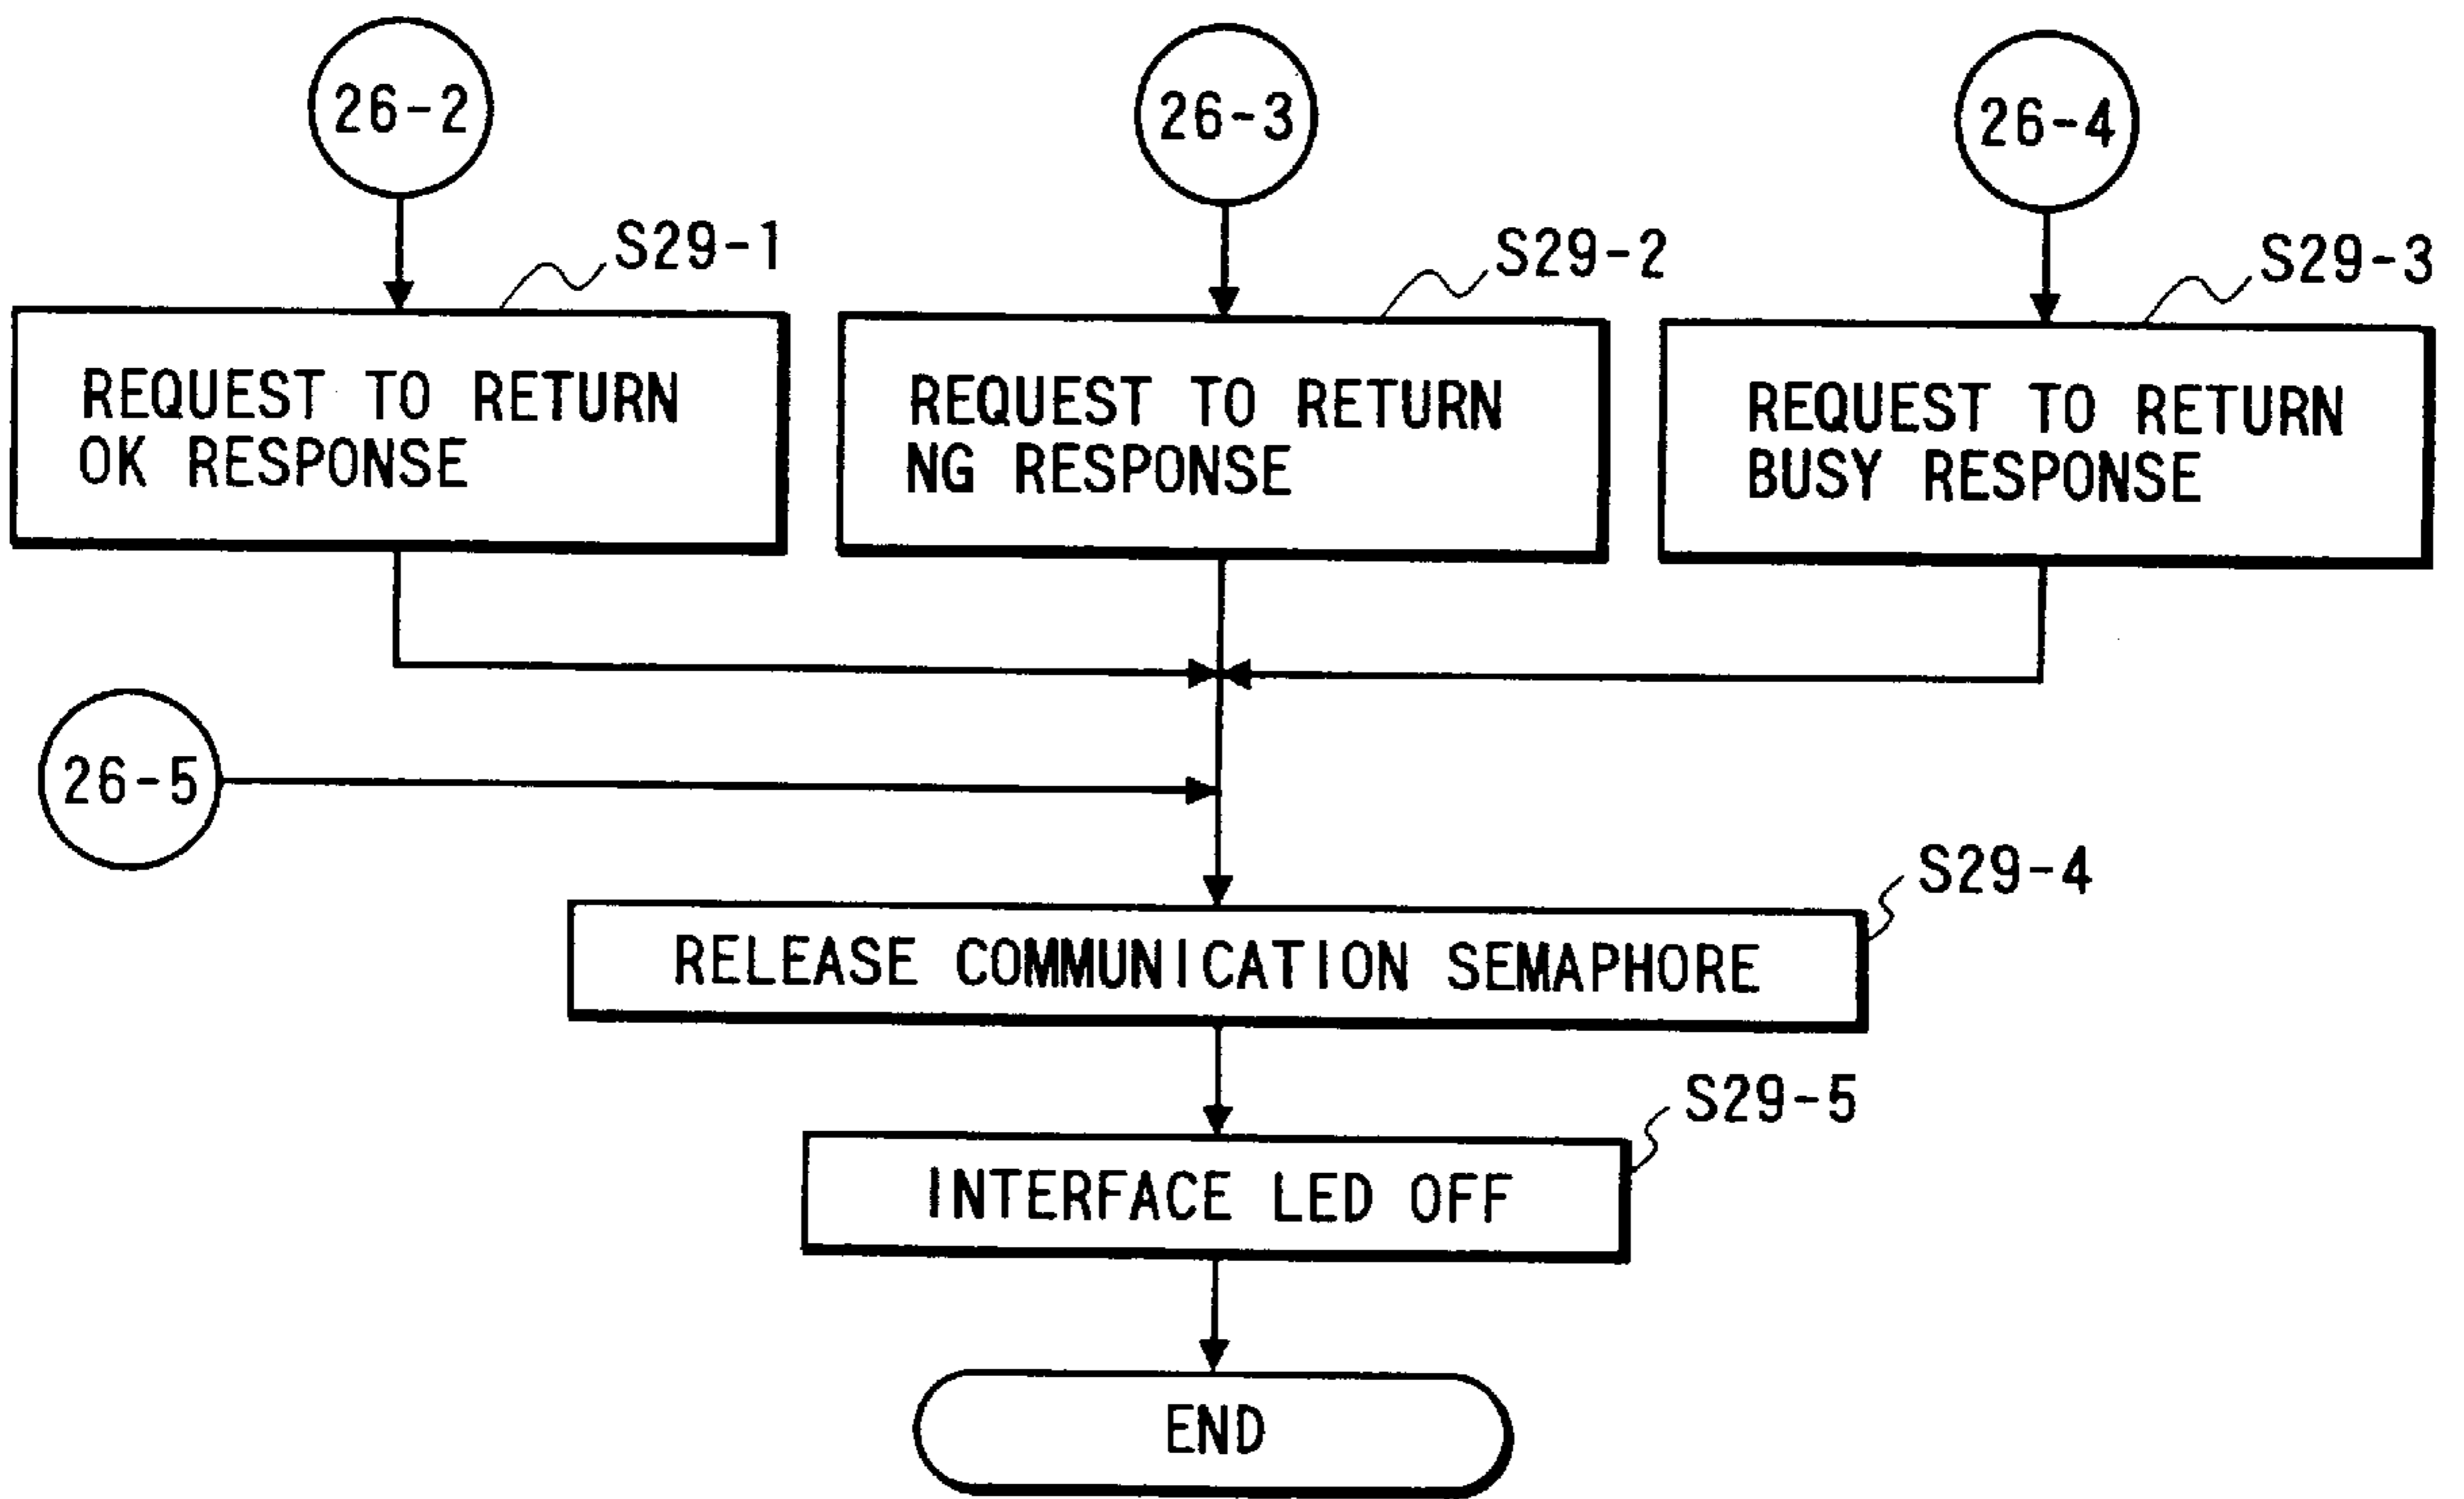 26-2
26-3
26-4
S29-1
S29-2
S29-3
REQUEST TO RETURN
OK RESPONSE
REQUEST TO RETURN
NG RESPONSE
REQUEST TO RETURN
BUSY RESPONSE
26-5
S29-4
RELEASE COMMUNICATION SEMAPHORE
S29-5
INTERFACE LED OFF
END